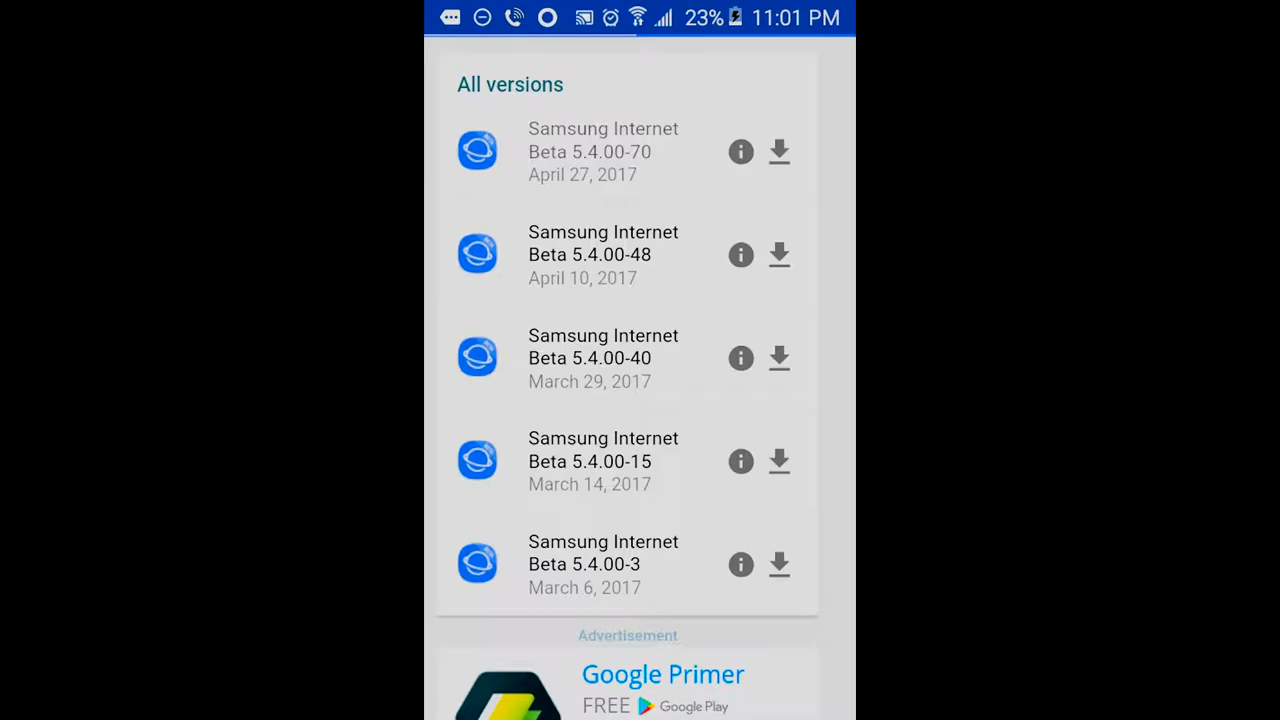 23% 11:01 PM
All versions
Samsung Internet
Beta 5.4.00-70
April 27, 2017
Samsung Internet
Beta 5.4.00-48
April 10, 2017
Samsung Internet
Beta 5.4.00-40
March 29, 2017
Samsung Internet
Beta 5.4.00-15
March 14, 2017
Samsung Internet
Beta 5.4.00-3
March 6, 2017
Advertisement
Google Primer
FREE Google Play